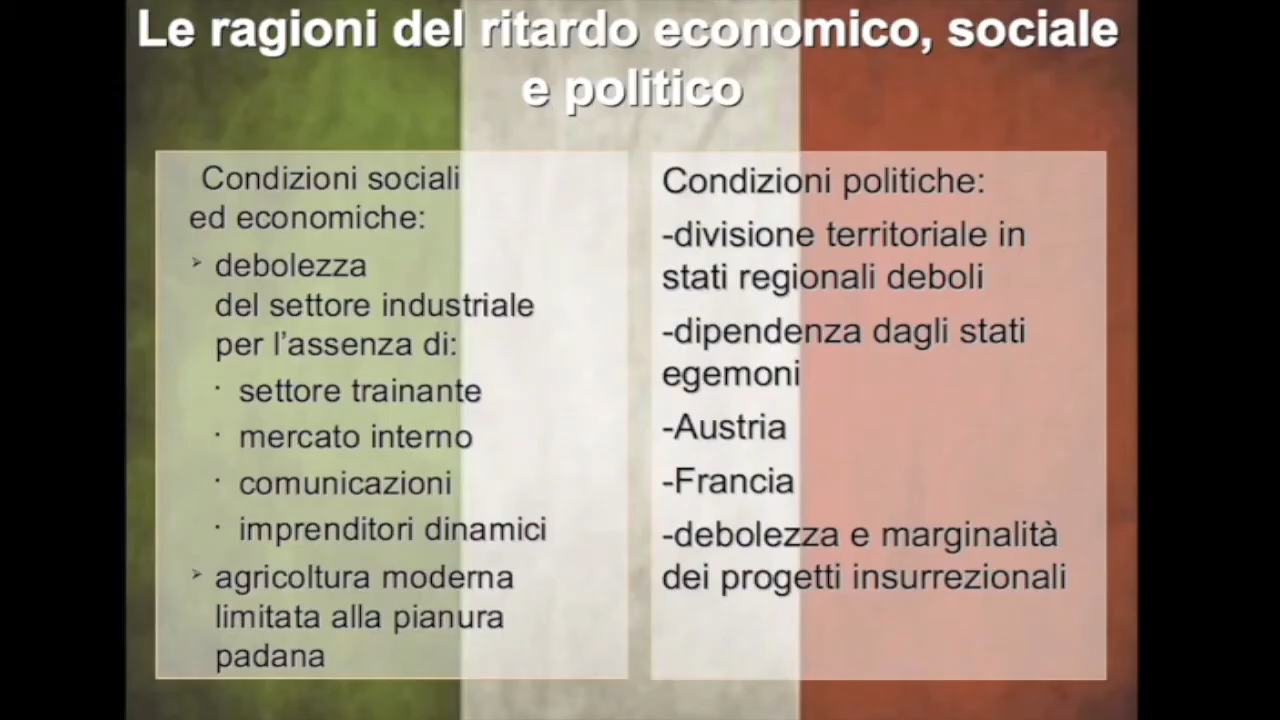 Le ragioni del ritardo economico, sociale
e politico
Condizioni sociali
ed economiche:
➢ debolezza
del settore industriale
per l’assenza di:
· settore trainante
· mercato interno
· comunicazioni
· imprenditori dinamici
➢ agricoltura moderna
limitata alla pianura
padana
Condizioni politiche:
-divisione territoriale in
stati regionali deboli
-dipendenza dagli stati
egemoni
-Austria
-Francia
-debolezza e marginalità
dei progetti insurrezionali